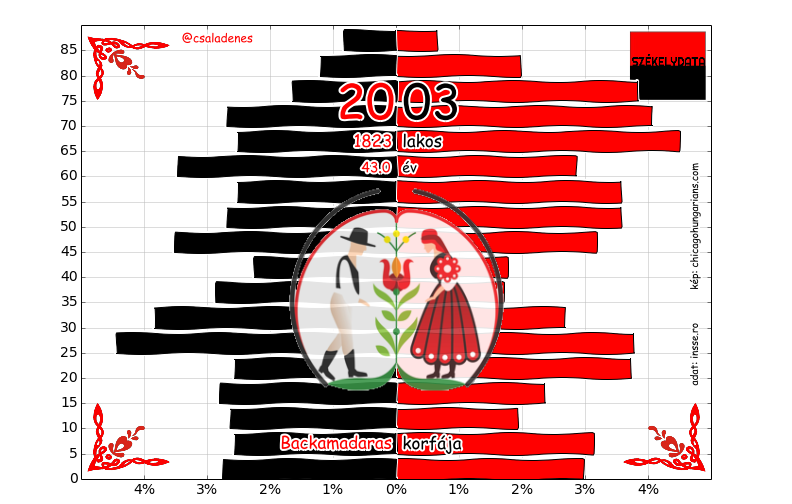 @csaladenes
SZÉKELYDATA
2003
1823 lakos
43.0 év
kép: chicagohungarians.com
adat: insse.ro
Backamadaras korfája
85
80
75
70
65
60
55
50
45
40
35
30
25
20
15
10
5
0
4% 3% 2% 1% 0% 1% 2% 3% 4%